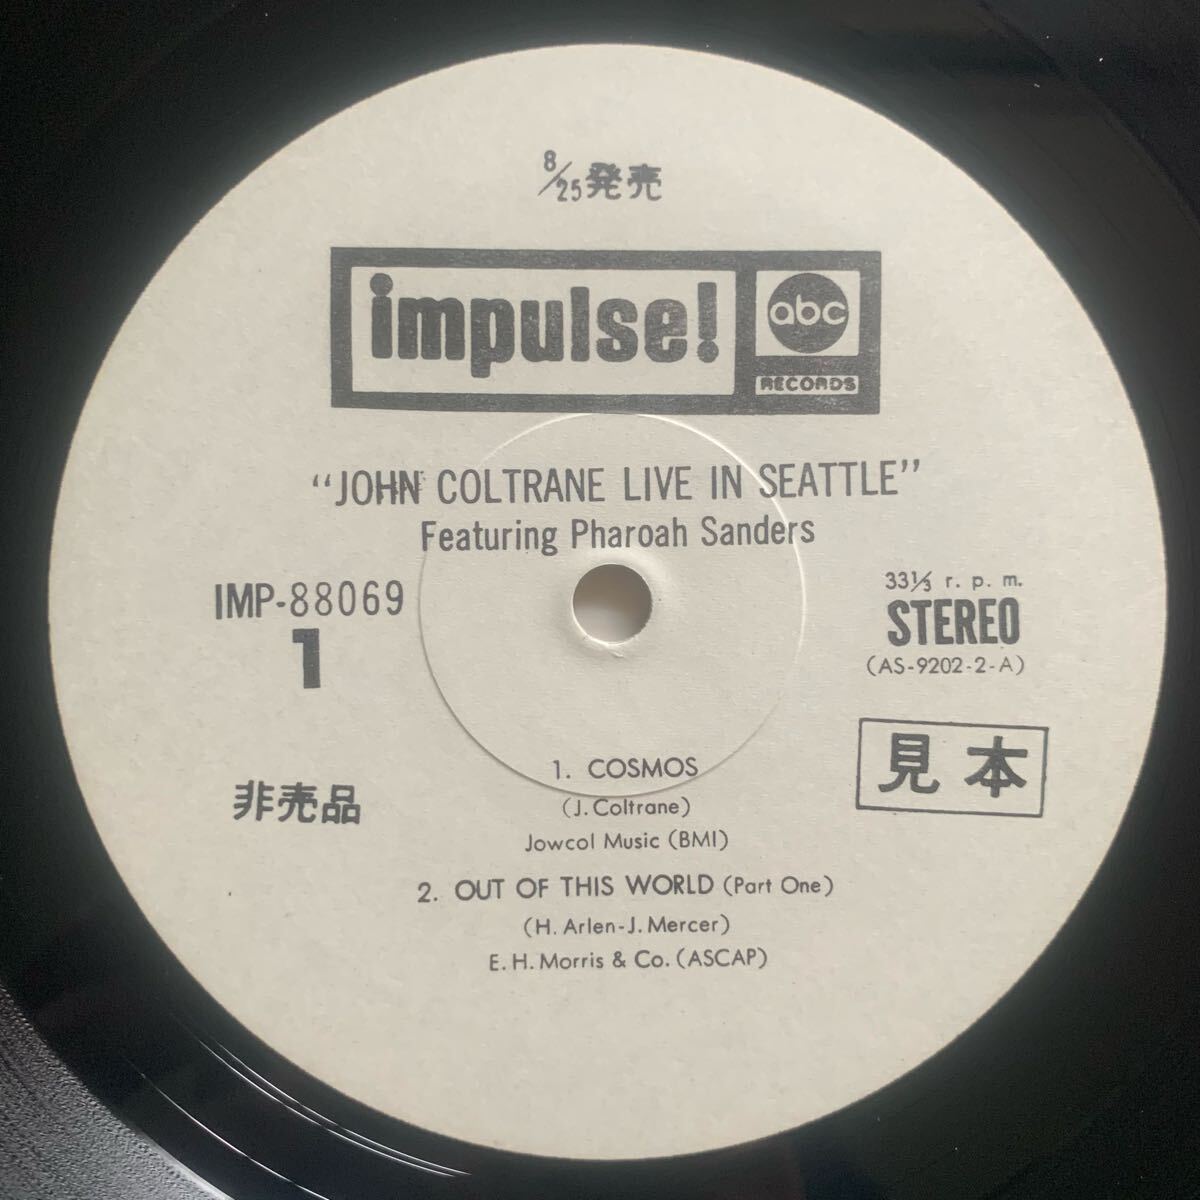 8/25発売
impulse!
abc
RECORDS
“JOHN COLTRANE LIVE IN SEATTLE”
Featuring Pharoah Sanders
IMP-88069
1
33⅓ r. p. m.
STEREO
(AS-9202-2-A)
非売品
見本
1. COSMOS
(J. Coltrane)
Jowcol Music (BMI)
2. OUT OF THIS WORLD (Part One)
(H. Arlen-J. Mercer)
E. H. Morris & Co. (ASCAP)